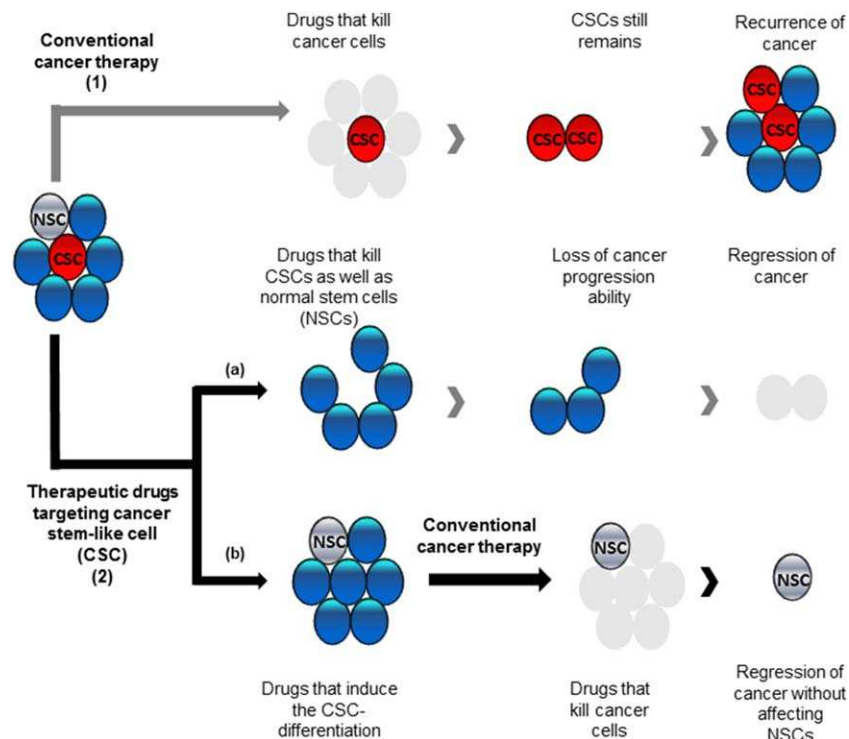 Conventional
cancer therapy
(1)
Drugs that kill
cancer cells
CSCs still
remains
Recurrence of
cancer
CSC
CSC
CSC
CSC
CSC
NSC
CSC
Drugs that kill
CSCs as well as
normal stem cells
(NSCs)
Loss of cancer
progression
ability
Regression of
cancer
(a)
Therapeutic drugs
targeting cancer
stem-like cell
(CSC)
(2)
(b)
NSC
Conventional
cancer therapy
NSC
NSC
Drugs that induce
the CSC-
differentiation
Drugs that
kill cancer
cells
Regression of
cancer without
affecting
NSCs